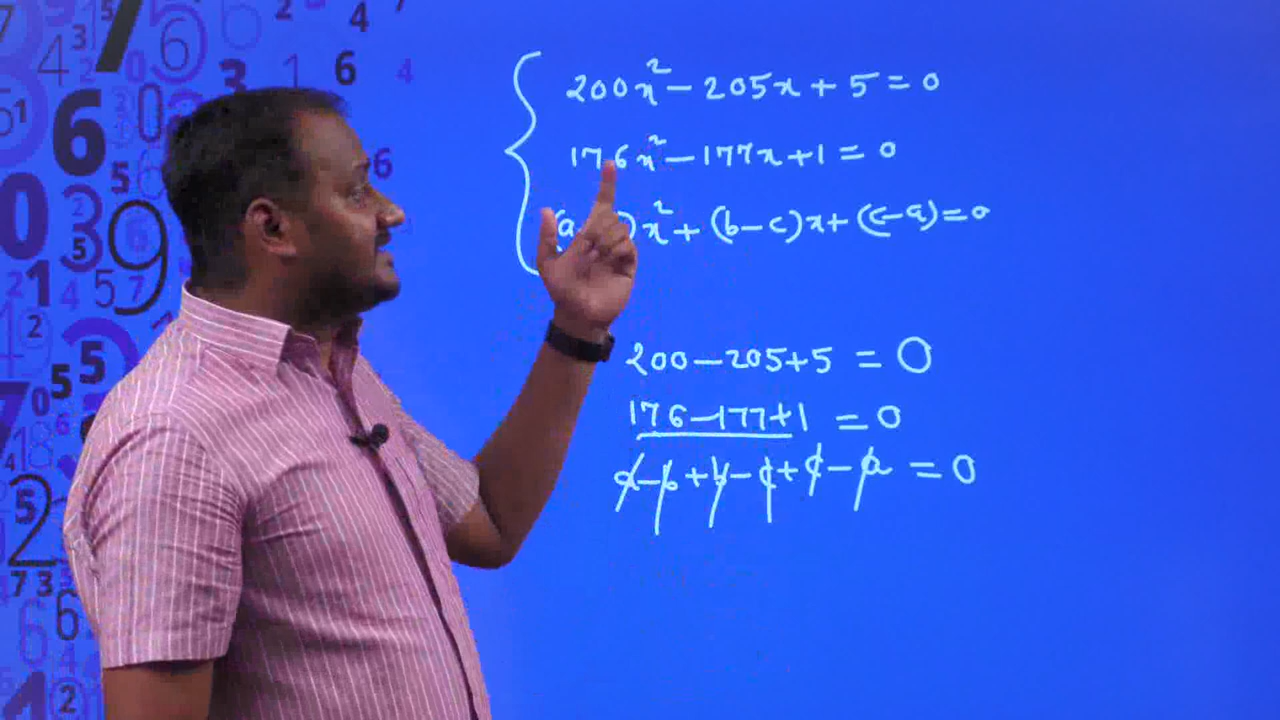 200x² - 205x + 5 = 0
176x² - 177x + 1 = 0
(a- )x² + (b-c)x + (c-a) = 0
200 - 205 + 5 = 0
176 - 177 + 1 = 0
a - b + b - c + c - a = 0